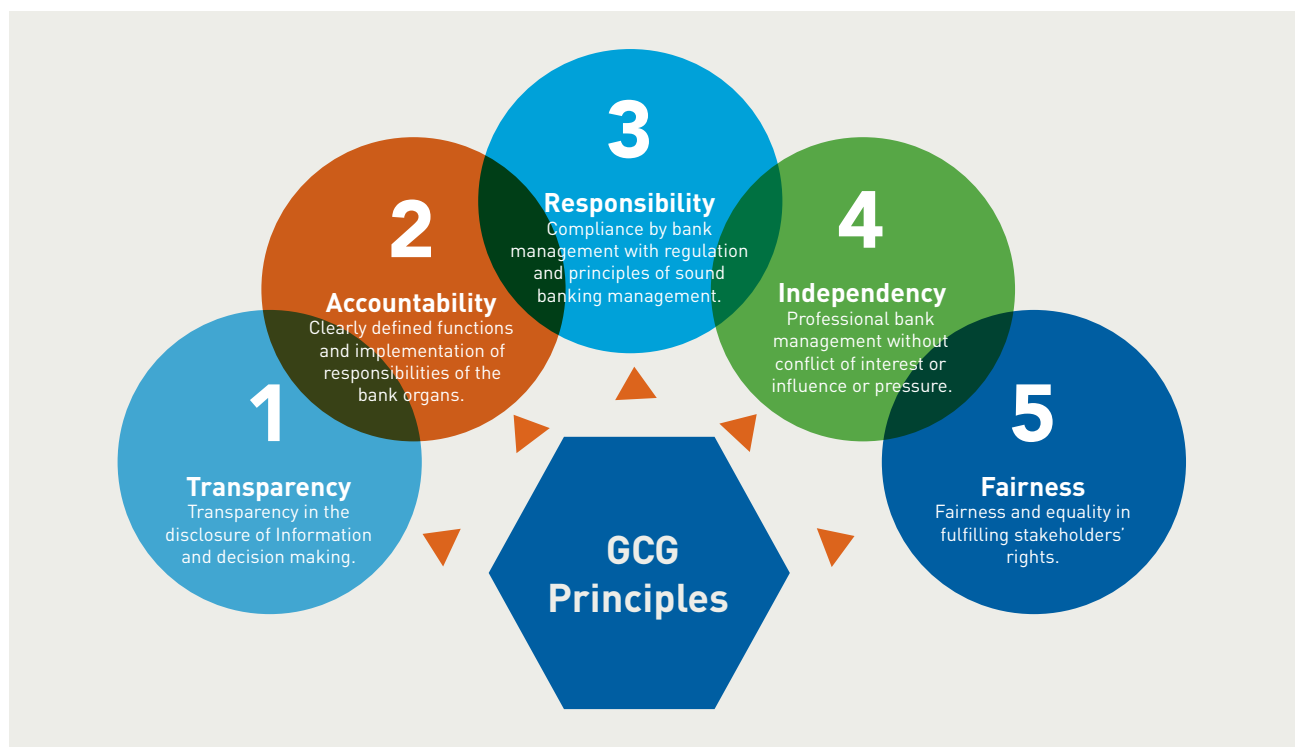 1
Transparency
Transparency in the
disclosure of Information
and decision making.
2
Accountability
Clearly defined functions
and implementation of
responsibilities of the
bank organs.
3
Responsibility
Compliance by bank
management with regulation
and principles of sound
banking management.
4
Independency
Professional bank
management without
conflict of interest or
influence or pressure.
5
Fairness
Fairness and equality in
fulfilling stakeholders’
rights.
GCG
Principles